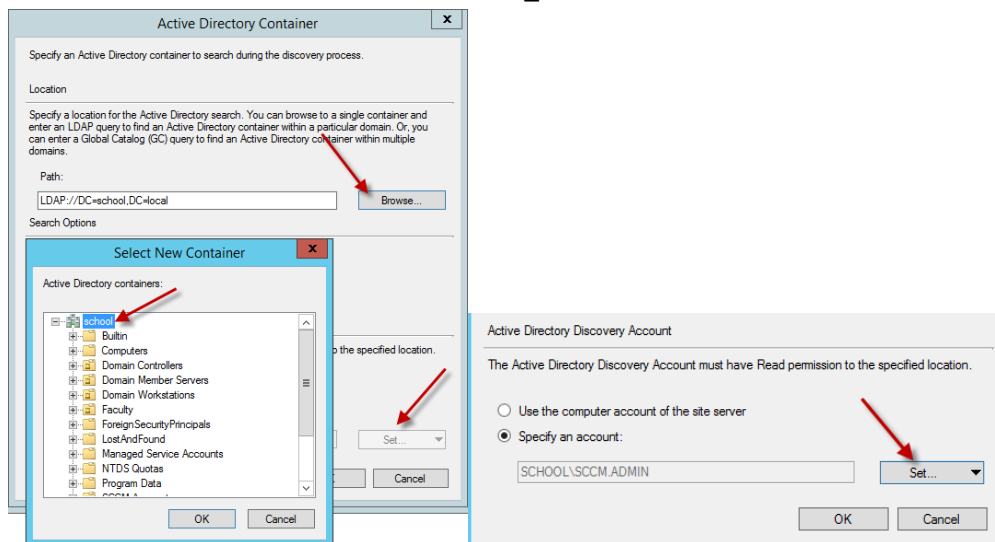 Active Directory Container
x
Specify an Active Directory container to search during the discovery process.
Location
Specify a location for the Active Directory search. You can browse to a single container and
enter an LDAP query to find an Active Directory container within a particular domain. Or, you
can enter a Global Catalog (GC) query to find an Active Directory container within multiple
domains.
Path:
LDAP://DC=school,DC=local
Browse...
Search Options
Select New Container
x
Active Directory containers:
school
Builtin
Computers
Domain Controllers
Domain Member Servers
Domain Workstations
Faculty
ForeignSecurityPrincipals
LostAndFound
Managed Service Accounts
NTDS Quotas
Program Data
OK
Cancel
the specified location.
Set...
Cancel
Active Directory Discovery Account
The Active Directory Discovery Account must have Read permission to the specified location.
Use the computer account of the site server
Specify an account:
SCHOOL\SCCM.ADMIN
Set...
OK
Cancel